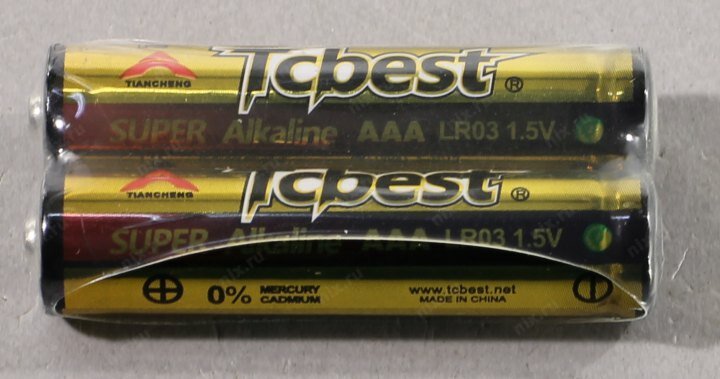 Tcbest®
TIANCHENG
SUPER Alkaline AAA LR03 1.5V
Tcbest®
TIANCHENG
SUPER Alkaline AAA LR03 1.5V
0% MERCURY
CADMIUM
www.tcbest.net
MADE IN CHINA